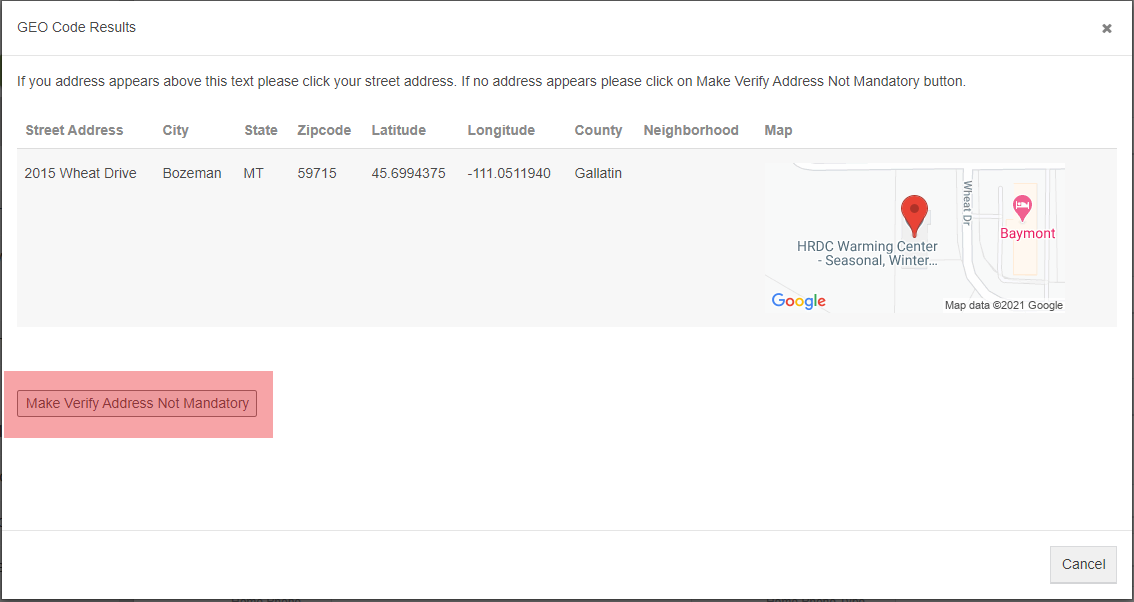 GEO Code Results
×
If you address appears above this text please click your street address. If no address appears please click on Make Verify Address Not Mandatory button.
Street Address City State Zipcode Latitude Longitude County Neighborhood Map
2015 Wheat Drive Bozeman MT 59715 45.6994375 -111.0511940 Gallatin
Wheat Dr
Baymont
HRDC Warming Center
- Seasonal, Winter...
Google
Map data ©2021 Google
Make Verify Address Not Mandatory
Cancel